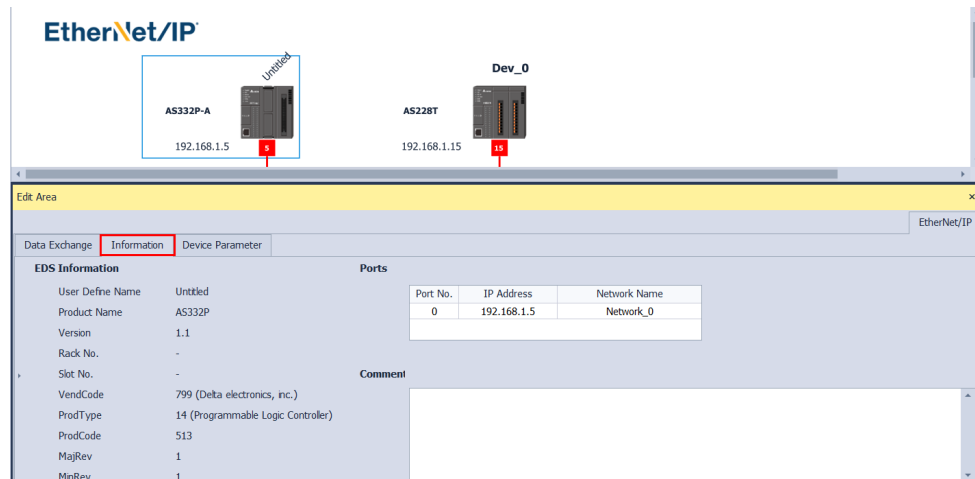 EtherNet/IP
Untitled
Dev_0
AS332P-A
AS228T
192.168.1.5
5
192.168.1.15
15
Edit Area
EtherNet/IP
Data Exchange Information Device Parameter
EDS Information
Ports
User Define Name Untitled
Port No. IP Address Network Name
Product Name AS332P
0 192.168.1.5 Network_0
Version 1.1
Rack No. -
Slot No. -
Comment
VendCode 799 (Delta electronics, inc.)
ProdType 14 (Programmable Logic Controller)
ProdCode 513
MajRev 1
MinRev 1